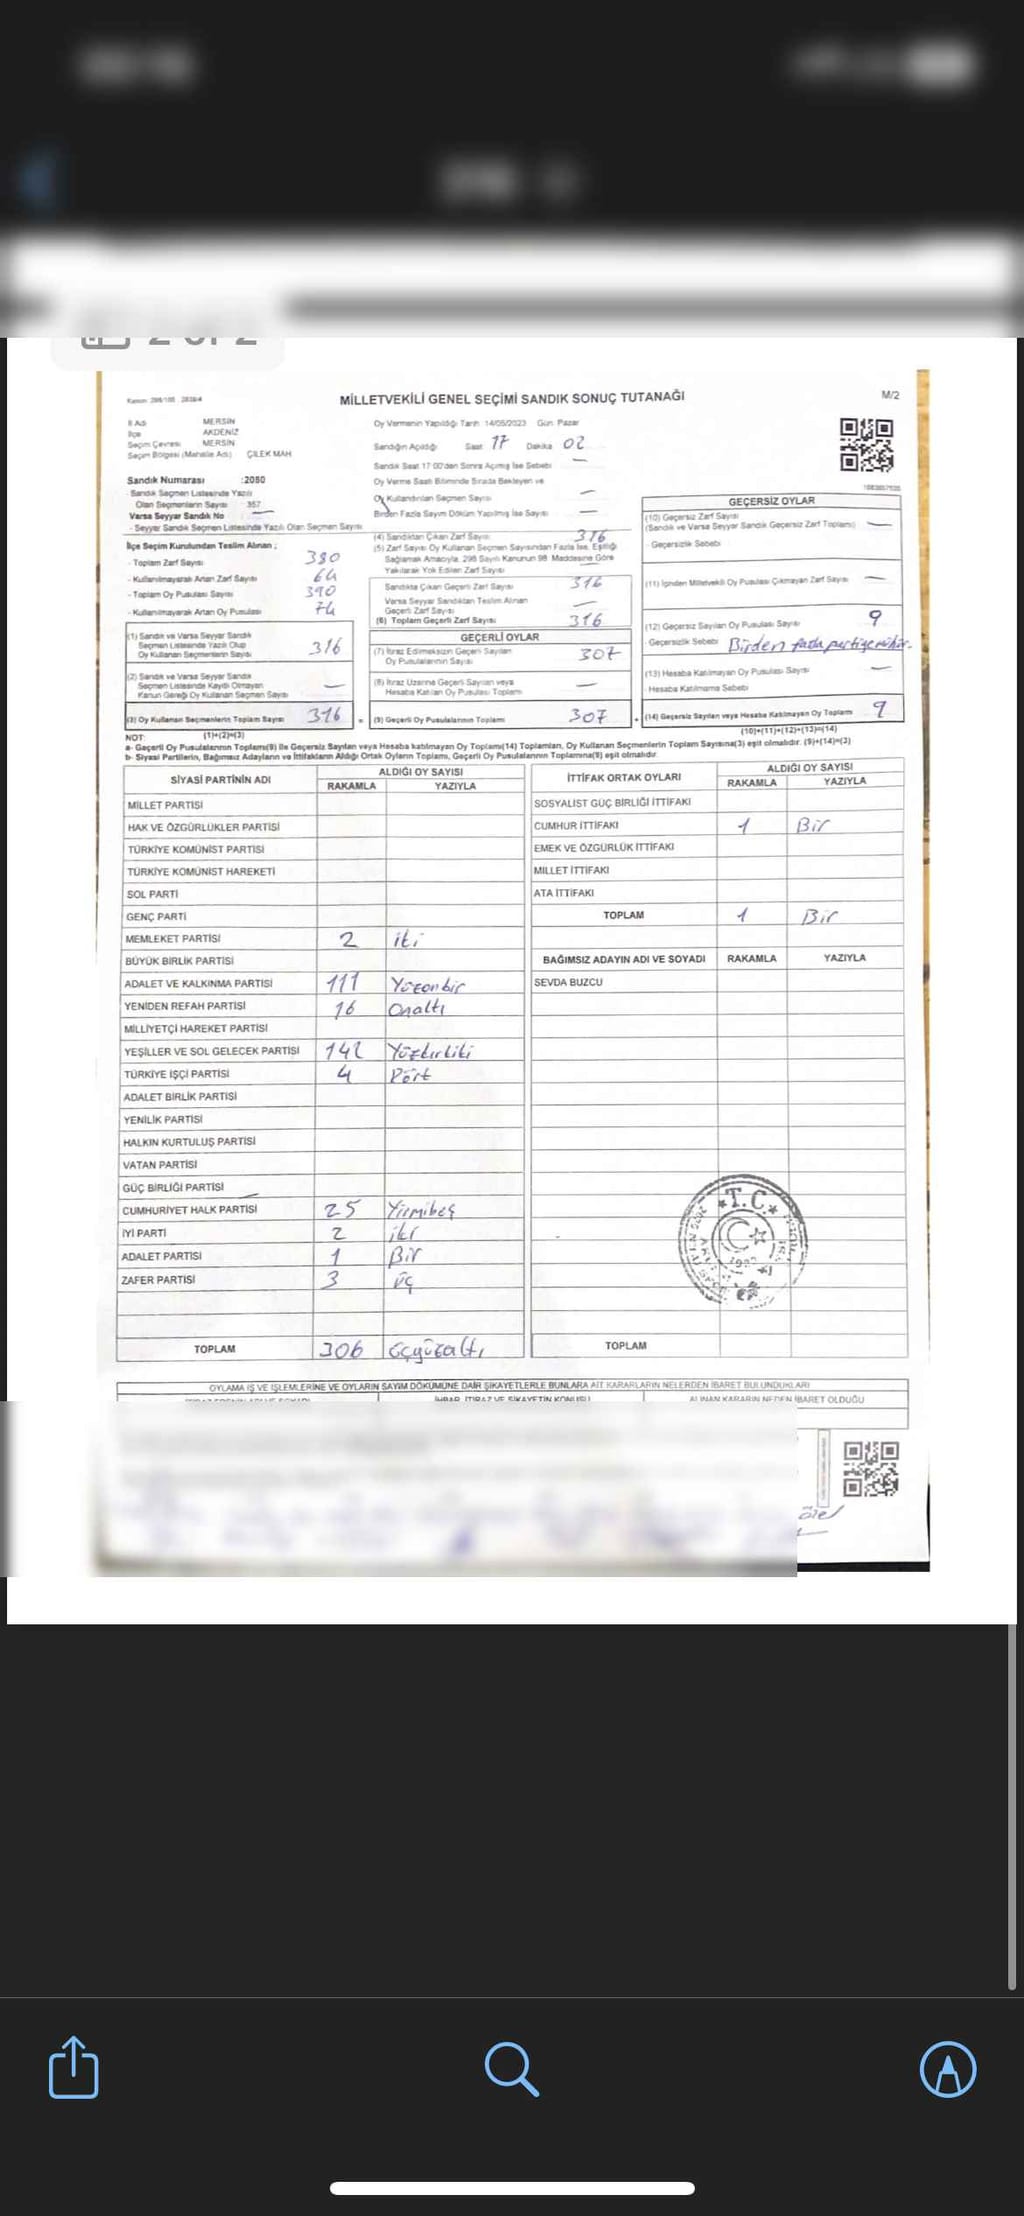 2 of 2
Kanun: 298/105 - 2839/4
MİLLETVEKİLİ GENEL SEÇİMİ SANDIK SONUÇ TUTANAĞI
M/2
İl Adı MERSİN
İlçe AKDENİZ
Seçim Çevresi MERSİN
Seçim Bölgesi (Mahalle Adı) ÇİLEK MAH
Oy Vermenin Yapıldığı Tarih: 14/05/2023 Gün: Pazar
Sandığın Açıldığı Saat 17 Dakika 02
Sandık Saat 17:00'den Sonra Açılmış İse Sebebi —
Oy Verme Saati Bitiminde Sırada Bekleyen ve
Oy Kullandırılan Seçmen Sayısı —
Birden Fazla Sayım Döküm Yapılmış İse Sayısı —
Sandık Numarası :2080
- Sandık Seçmen Listesinde Yazılı
Olan Seçmenlerin Sayısı 357
Varsa Seyyar Sandık No —
- Seyyar Sandık Seçmen Listesinde Yazılı Olan Seçmen Sayısı
İlçe Seçim Kurulundan Teslim Alınan ;
- Toplam Zarf Sayısı 380
- Kullanılmayarak Artan Zarf Sayısı 64
- Toplam Oy Pusulası Sayısı 390
- Kullanılmayarak Artan Oy Pusulası 74
(1) Sandık ve Varsa Seyyar Sandık
Seçmen Listesinde Yazılı Olup
Oy Kullanan Seçmenlerin Sayısı 316
(2) Sandık ve Varsa Seyyar Sandık
Seçmen Listesinde Kayıtlı Olmayan
Kanun Gereği Oy Kullanan Seçmen Sayısı —
(3) Oy Kullanan Seçmenlerin Toplam Sayısı 316 =
(1)+(2)=(3)
(4) Sandıktan Çıkan Zarf Sayısı 316
(5) Zarf Sayısı Oy Kullanan Seçmen Sayısından Fazla İse, Eşitliği
Sağlamak Amacıyla, 298 Sayılı Kanunun 98. Maddesine Göre
Yakılarak Yok Edilen Zarf Sayısı
Sandıkta Çıkan Geçerli Zarf Sayısı 316
Varsa Seyyar Sandıktan Teslim Alınan
Geçerli Zarf Sayısı —
(6) Toplam Geçerli Zarf Sayısı 316
GEÇERLİ OYLAR
(7) İtiraz Edilmeksizin Geçerli Sayılan
Oy Pusulalarının Sayısı 307
(8) İtiraz Üzerine Geçerli Sayılan veya
Hesaba Katılan Oy Pusulası Toplamı —
(9) Geçerli Oy Pusulalarının Toplamı 307 +
GEÇERSİZ OYLAR
(10) Geçersiz Zarf Sayısı
(Sandık ve Varsa Seyyar Sandık Geçersiz Zarf Toplamı) —
- Geçersizlik Sebebi
(11) İçinden Milletvekili Oy Pusulası Çıkmayan Zarf Sayısı —
(12) Geçersiz Sayılan Oy Pusulası Sayısı 9
- Geçersizlik Sebebi Birden fazla partiye mühür.
(13) Hesaba Katılmayan Oy Pusulası Sayısı —
- Hesaba Katılmama Sebebi
(14) Geçersiz Sayılan veya Hesaba Katılmayan Oy Toplamı 9
(10)+(11)+(12)+(13)=(14)
NOT:
a- Geçerli Oy Pusulalarının Toplamı(9) ile Geçersiz Sayılan veya Hesaba katılmayan Oy Toplamı(14) Toplamları, Oy Kullanan Seçmenlerin Toplam Sayısına(3) eşit olmalıdır. (9)+(14)=(3)
b- Siyasi Partilerin, Bağımsız Adayların ve İttifakların Aldığı Ortak Oyların Toplamı, Geçerli Oy Pusulalarının Toplamına(9) eşit olmalıdır.
SİYASİ PARTİNİN ADI ALDIĞI OY SAYISI
RAKAMLA YAZIYLA
MİLLET PARTİSİ
HAK VE ÖZGÜRLÜKLER PARTİSİ
TÜRKİYE KOMÜNİST PARTİSİ
TÜRKİYE KOMÜNİST HAREKETİ
SOL PARTİ
GENÇ PARTİ
MEMLEKET PARTİSİ 2 iki
BÜYÜK BİRLİK PARTİSİ
ADALET VE KALKINMA PARTİSİ 111 Yüzonbir
YENİDEN REFAH PARTİSİ 16 Onaltı
MİLLİYETÇİ HAREKET PARTİSİ
YEŞİLLER VE SOL GELECEK PARTİSİ 142 Yüzkırkiki
TÜRKİYE İŞÇİ PARTİSİ 4 Dört
ADALET BİRLİK PARTİSİ
YENİLİK PARTİSİ
HALKIN KURTULUŞ PARTİSİ
VATAN PARTİSİ
GÜÇ BİRLİĞİ PARTİSİ
CUMHURİYET HALK PARTİSİ 25 Yirmibeş
İYİ PARTİ 2 iki
ADALET PARTİSİ 1 Bir
ZAFER PARTİSİ 3 üç
TOPLAM 306 üçyüzaltı
İTTİFAK ORTAK OYLARI ALDIĞI OY SAYISI
RAKAMLA YAZIYLA
SOSYALİST GÜÇ BİRLİĞİ İTTİFAKI
CUMHUR İTTİFAKI 1 Bir
EMEK VE ÖZGÜRLÜK İTTİFAKI
MİLLET İTTİFAKI
ATA İTTİFAKI
TOPLAM 1 Bir
BAĞIMSIZ ADAYIN ADI VE SOYADI RAKAMLA YAZIYLA
SEVDA BUZCU
T.C.
TOPLAM
OYLAMA İŞ VE İŞLEMLERİNE VE OYLARIN SAYIM DÖKÜMÜNE DAİR ŞİKAYETLERLE BUNLARA AİT KARARLARIN NELERDEN İBARET BULUNDUKLARI
İHBAR, İTİRAZ VE ŞİKAYETİN KONUSU ALINAN KARARIN NEDEN İBARET OLDUĞU